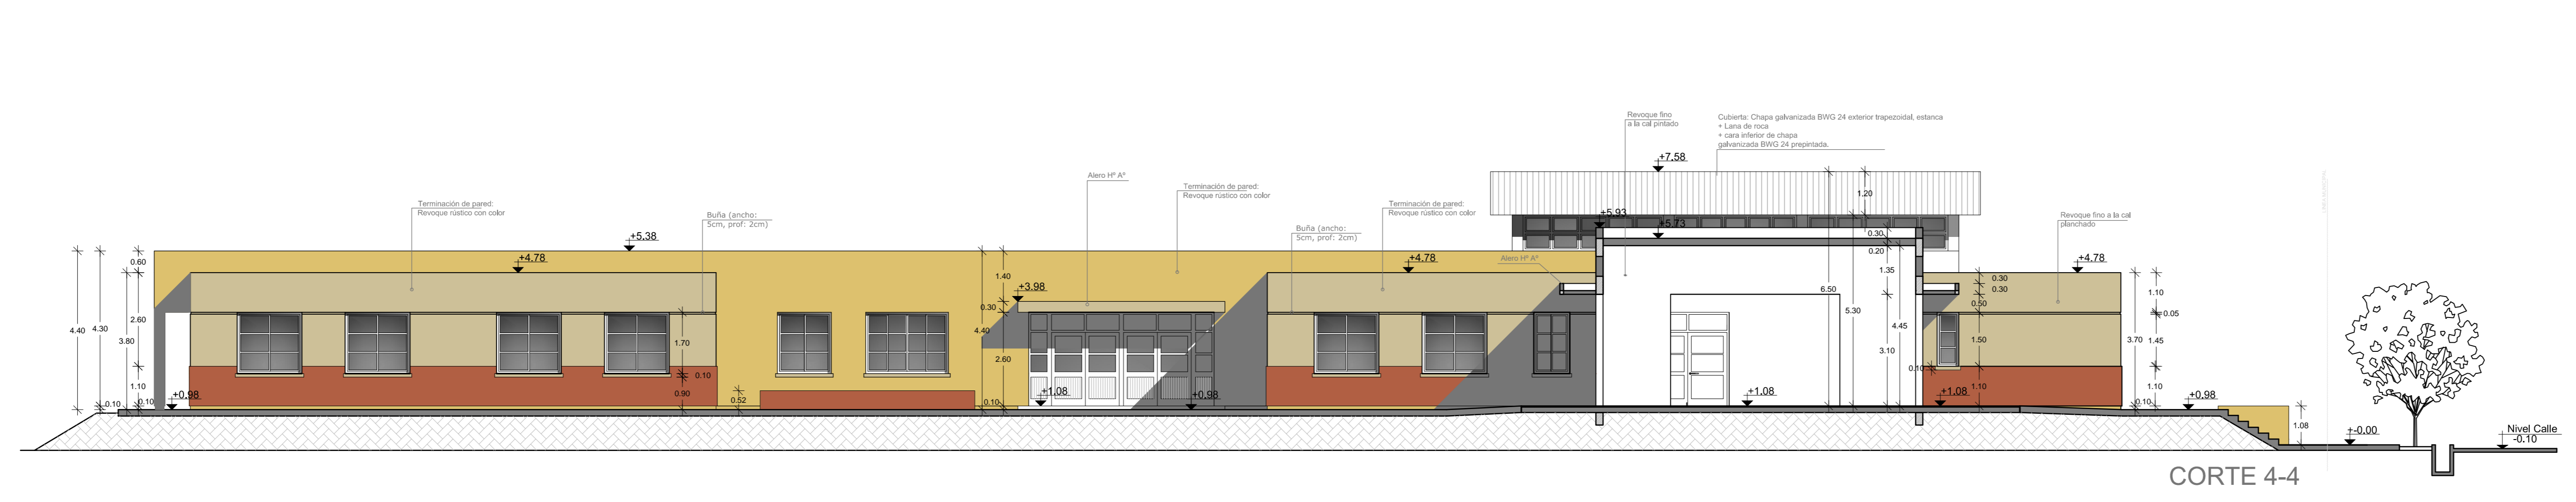 Revoque fino
a la cal pintado
Cubierta: Chapa galvanizada BWG 24 exterior trapezoidal, estanca
+ Lana de roca
+ cara inferior de chapa
galvanizada BWG 24 prepintada.
+7.58
Alero Hº Aº
Terminación de pared:
Revoque rústico con color
1.20
Terminación de pared:
Revoque rústico con color
Buña (ancho:
5cm, prof: 2cm)
Terminación de pared:
Revoque rústico con color
Buña (ancho:
5cm, prof: 2cm)
+5.93
+5.73
Revoque fino a la cal
planchado
+5.38
0.30
0.20
0.60
+4.78
1.40
+4.78
Alero Hº Aº
1.35
+4.78
0.30
0.30
0.50
1.10
+3.98
0.30
6.50
5.30
0.05
4.40
4.30
3.80
2.60
1.70
4.40
2.60
4.45
3.10
1.50
3.70
1.45
0.10
0.10
1.10
0.90
0.52
1.10
1.10
0.10
0.10
+0.98
0.10
+1.08
+0.98
+1.08
+1.08
0.10
+0.98
1.08
+-0.00
Nivel Calle
-0.10
CORTE 4-4